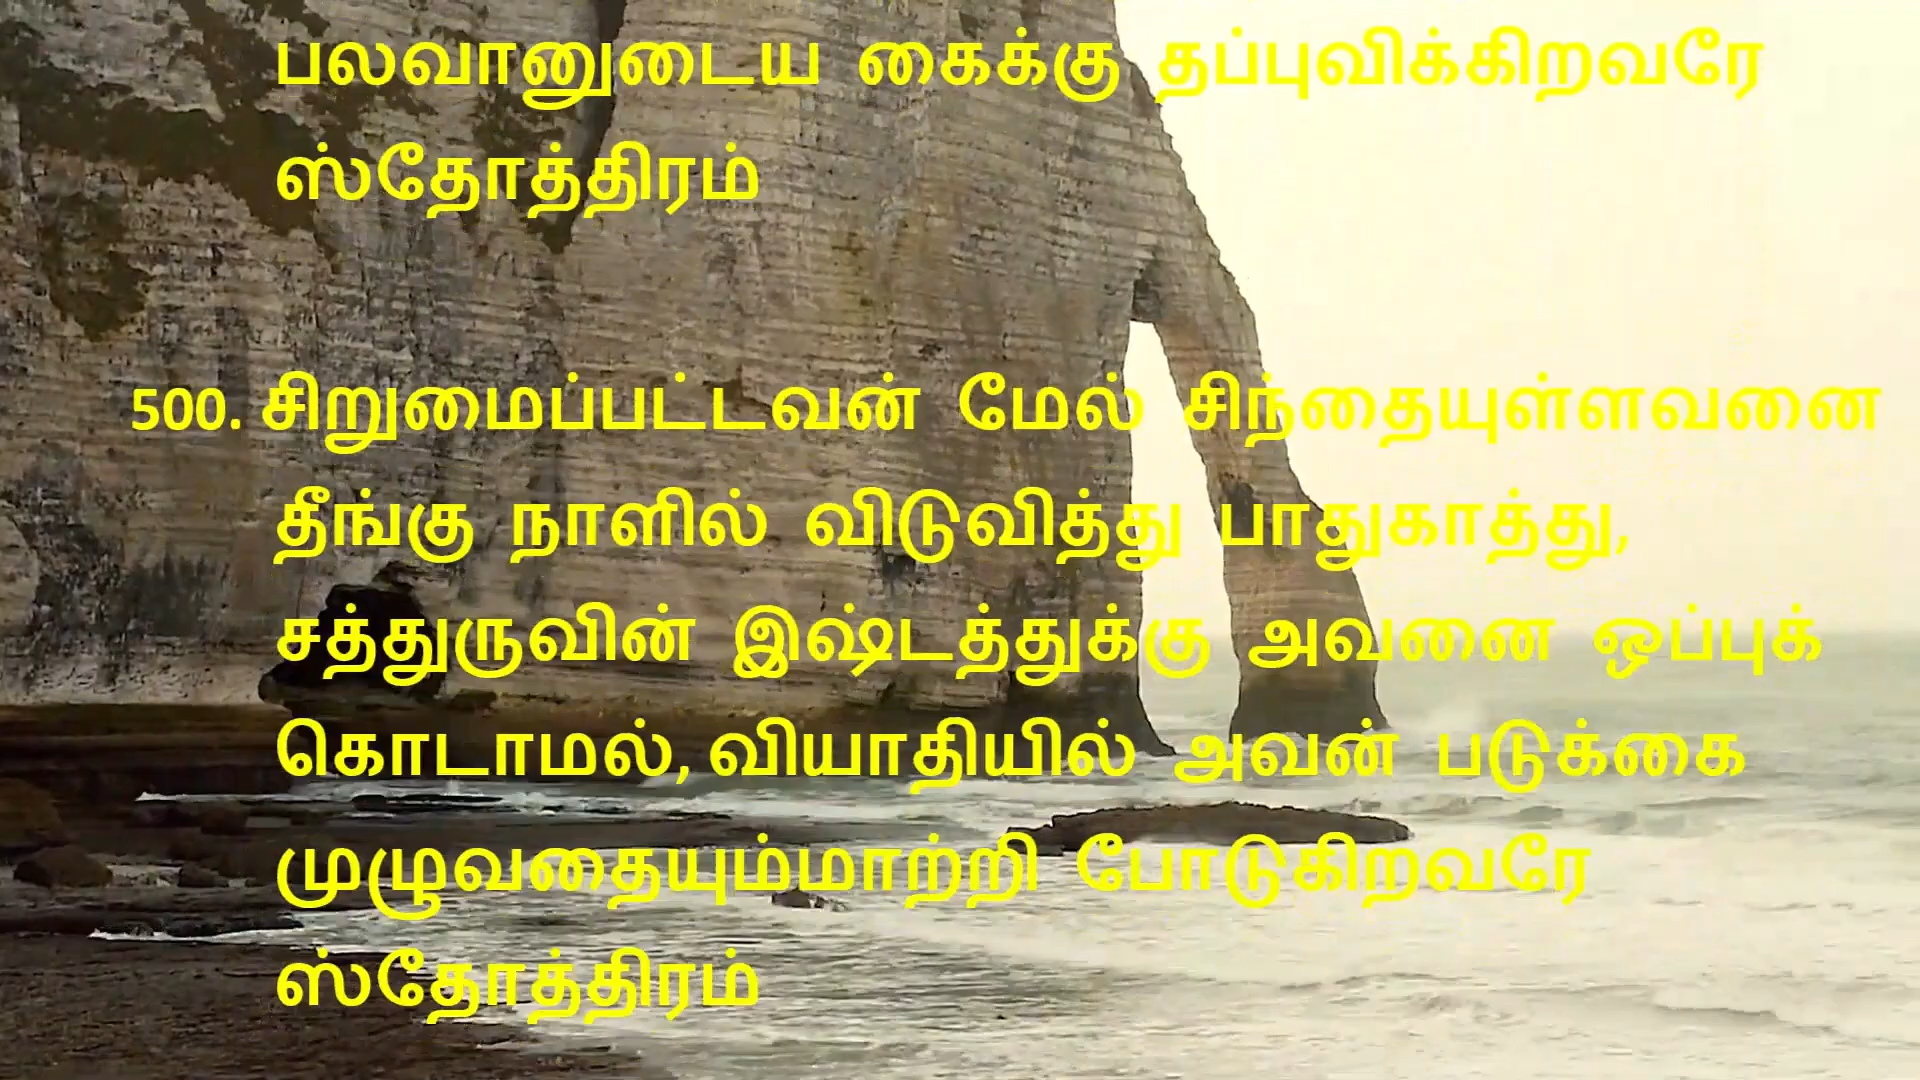 பலவானுடைய கைக்கு தப்புவிக்கிறவரே
ஸ்தோத்திரம்
500. சிறுமைப்பட்டவன் மேல் சிந்தையுள்ளவனை
தீங்கு நாளில் விடுவித்து பாதுகாத்து,
சத்துருவின் இஷ்டத்துக்கு அவனை ஒப்புக்
கொடாமல், வியாதியில் அவன் படுக்கை
முழுவதையும்மாற்றி போடுகிறவரே
ஸ்தோத்திரம்